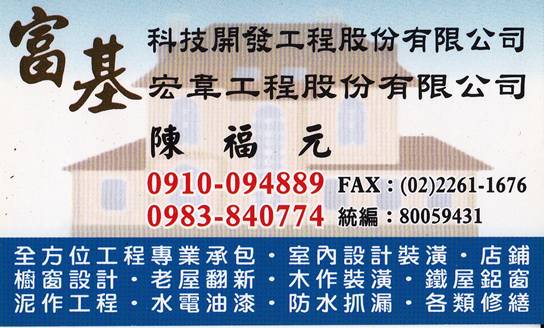 富基 科技開發工程股份有限公司
宏韋工程股份有限公司
陳福元
0910-094889 FAX：(02)2261-1676
0983-840774 統編：80059431
全方位工程專業承包・室內設計裝潢・店鋪
櫥窗設計・老屋翻新・木作裝潢・鐵屋鋁窗
泥作工程・水電油漆・防水抓漏・各類修繕